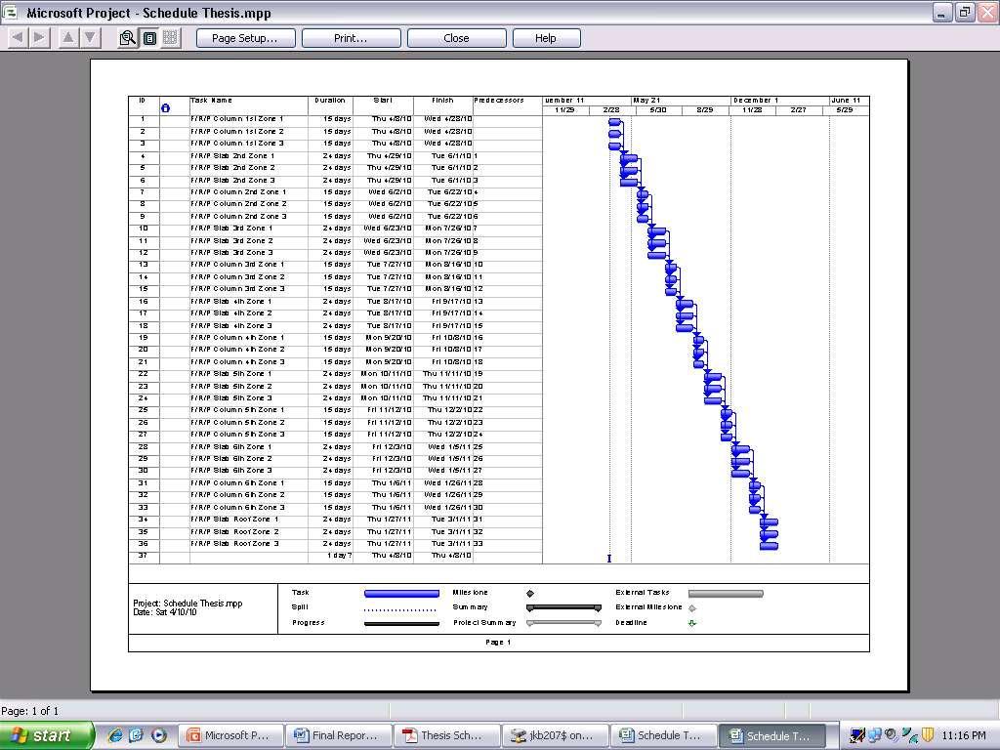 Microsoft Project - Schedule Thesis.mpp
Page Setup... Print... Close Help
ID Task Name Duration Start Finish Predecessors May 21 December 1 June 11
11/29 2/28 5/30 8/29 11/28 2/27 5/29
1 F/R/P Column 1st Zone 1 15 days Thu 4/8/10 Wed 4/28/10
2 F/R/P Column 1st Zone 2 15 days Thu 4/8/10 Wed 4/28/10
3 F/R/P Column 1st Zone 3 15 days Thu 4/8/10 Wed 4/28/10
4 F/R/P Slab 2nd Zone 1 24 days Thu 4/29/10 Tue 6/1/10 1
5 F/R/P Slab 2nd Zone 2 24 days Thu 4/29/10 Tue 6/1/10 2
6 F/R/P Slab 2nd Zone 3 24 days Thu 4/29/10 Tue 6/1/10 3
7 F/R/P Column 2nd Zone 1 15 days Wed 6/2/10 Tue 6/22/10 4
8 F/R/P Column 2nd Zone 2 15 days Wed 6/2/10 Tue 6/22/10 5
9 F/R/P Column 2nd Zone 3 15 days Wed 6/2/10 Tue 6/22/10 6
10 F/R/P Slab 3rd Zone 1 24 days Wed 6/23/10 Mon 7/26/10 7
11 F/R/P Slab 3rd Zone 2 24 days Wed 6/23/10 Mon 7/26/10 8
12 F/R/P Slab 3rd Zone 3 24 days Wed 6/23/10 Mon 7/26/10 9
13 F/R/P Column 3rd Zone 1 15 days Tue 7/27/10 Mon 8/16/10 10
14 F/R/P Column 3rd Zone 2 15 days Tue 7/27/10 Mon 8/16/10 11
15 F/R/P Column 3rd Zone 3 15 days Tue 7/27/10 Mon 8/16/10 12
16 F/R/P Slab 4th Zone 1 24 days Tue 8/17/10 Fri 9/17/10 13
17 F/R/P Slab 4th Zone 2 24 days Tue 8/17/10 Fri 9/17/10 14
18 F/R/P Slab 4th Zone 3 24 days Tue 8/17/10 Fri 9/17/10 15
19 F/R/P Column 4th Zone 1 15 days Mon 9/20/10 Fri 10/8/10 16
20 F/R/P Column 4th Zone 2 15 days Mon 9/20/10 Fri 10/8/10 17
21 F/R/P Column 4th Zone 3 15 days Mon 9/20/10 Fri 10/8/10 18
22 F/R/P Slab 5th Zone 1 24 days Mon 10/11/10 Thu 11/11/10 19
23 F/R/P Slab 5th Zone 2 24 days Mon 10/11/10 Thu 11/11/10 20
24 F/R/P Slab 5th Zone 3 24 days Mon 10/11/10 Thu 11/11/10 21
25 F/R/P Column 5th Zone 1 15 days Fri 11/12/10 Thu 12/2/10 22
26 F/R/P Column 5th Zone 2 15 days Fri 11/12/10 Thu 12/2/10 23
27 F/R/P Column 5th Zone 3 15 days Fri 11/12/10 Thu 12/2/10 24
28 F/R/P Slab 6th Zone 1 24 days Fri 12/3/10 Wed 1/5/11 25
29 F/R/P Slab 6th Zone 2 24 days Fri 12/3/10 Wed 1/5/11 26
30 F/R/P Slab 6th Zone 3 24 days Fri 12/3/10 Wed 1/5/11 27
31 F/R/P Column 6th Zone 1 15 days Thu 1/6/11 Wed 1/26/11 28
32 F/R/P Column 6th Zone 2 15 days Thu 1/6/11 Wed 1/26/11 29
33 F/R/P Column 6th Zone 3 15 days Thu 1/6/11 Wed 1/26/11 30
34 F/R/P Slab Roof Zone 1 24 days Thu 1/27/11 Tue 3/1/11 31
35 F/R/P Slab Roof Zone 2 24 days Thu 1/27/11 Tue 3/1/11 32
36 F/R/P Slab Roof Zone 3 24 days Thu 1/27/11 Tue 3/1/11 33
37 1 day? Thu 4/8/10 Thu 4/8/10
Project: Schedule Thesis.mpp
Date: Sat 4/10/10
Task Milestone External Tasks
Split Summary External Milestone
Progress Project Summary Deadline
Page 1
Page: 1 of 1
start Microsoft P... Final Repor... Thesis Sch... jkb207$ on... Schedule T... Schedule T... 11:16 PM